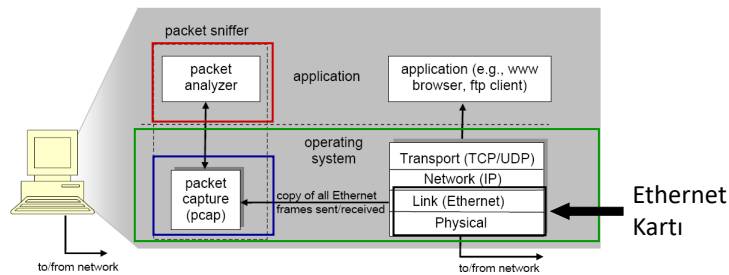 packet sniffer
packet
analyzer
application
application (e.g., www
browser, ftp client)
operating
system
packet
capture
(pcap)
copy of all Ethernet
frames sent/received
Transport (TCP/UDP)
Network (IP)
Link (Ethernet)
Physical
Ethernet
Kartı
to/from network
to/from network